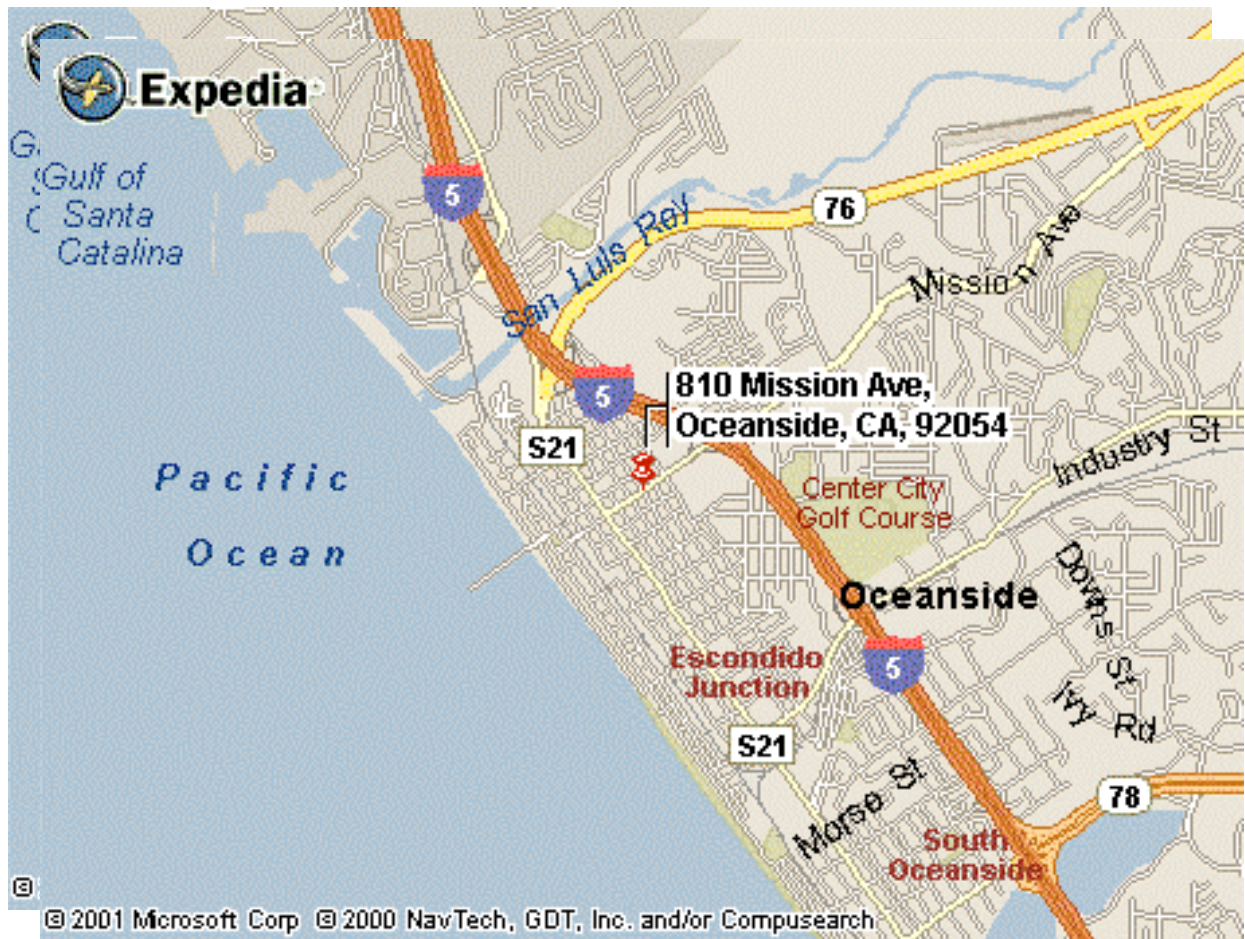 Expedia
Gulf of
Santa
Catalina
5
76
San Luis Rey
Mission Ave
5
810 Mission Ave,
Oceanside, CA, 92054
S21
Industry St
Pacific
Ocean
Center City
Golf Course
Downs St
Oceanside
Escondido
Junction
5
Ivy Rd
S21
Morse St
78
South
Oceanside
© 2001 Microsoft Corp © 2000 NavTech, GDT, Inc. and/or Compusearch